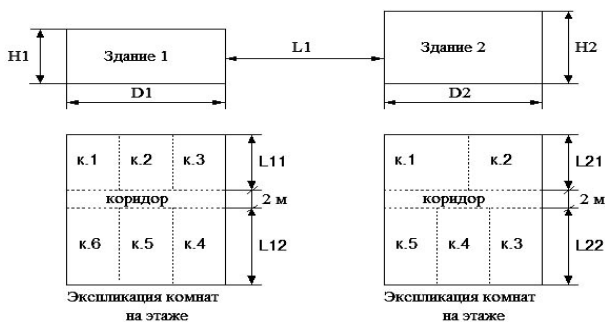 H1
Здание 1
L1
Здание 2
H2
D1
D2
к.1 к.2 к.3
L11
коридор
2 м
к.6 к.5 к.4
L12
Экспликация комнат
на этаже
к.1 к.2
L21
коридор
2 м
к.5 к.4 к.3
L22
Экспликация комнат
на этаже